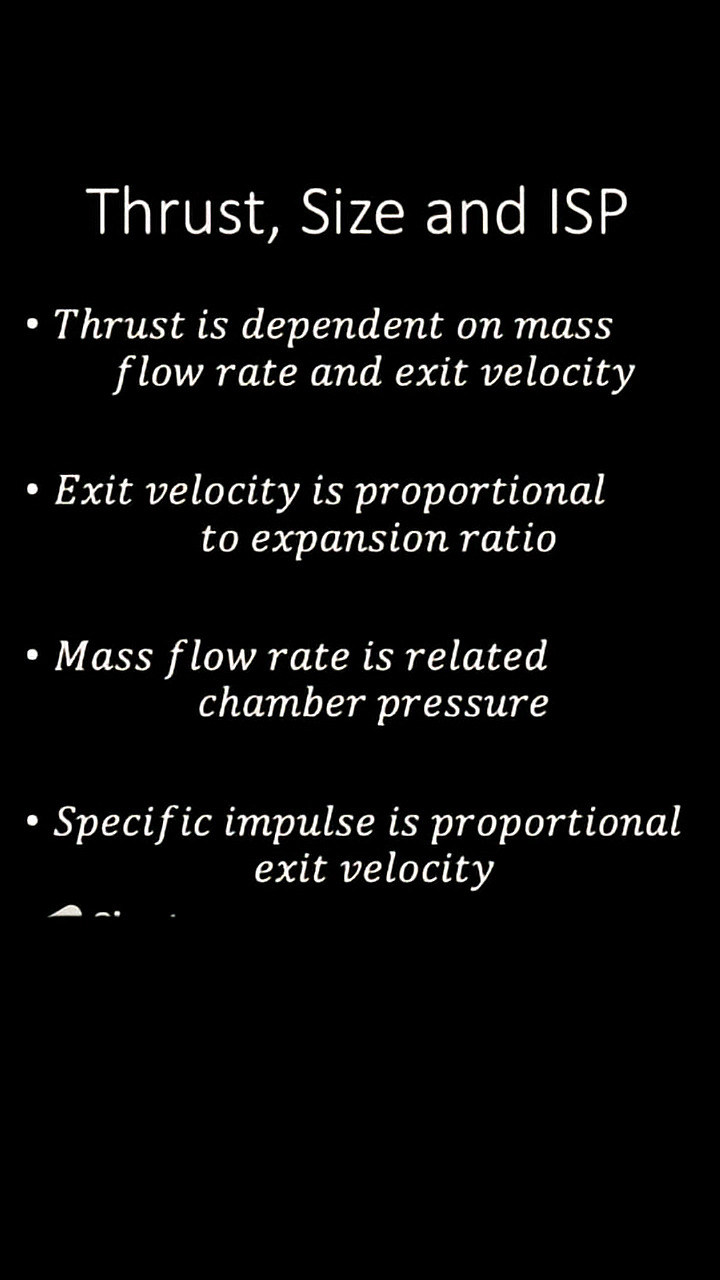 Thrust, Size and ISP
• Thrust is dependent on mass
flow rate and exit velocity
• Exit velocity is proportional
to expansion ratio
• Mass flow rate is related
chamber pressure
• Specific impulse is proportional
exit velocity